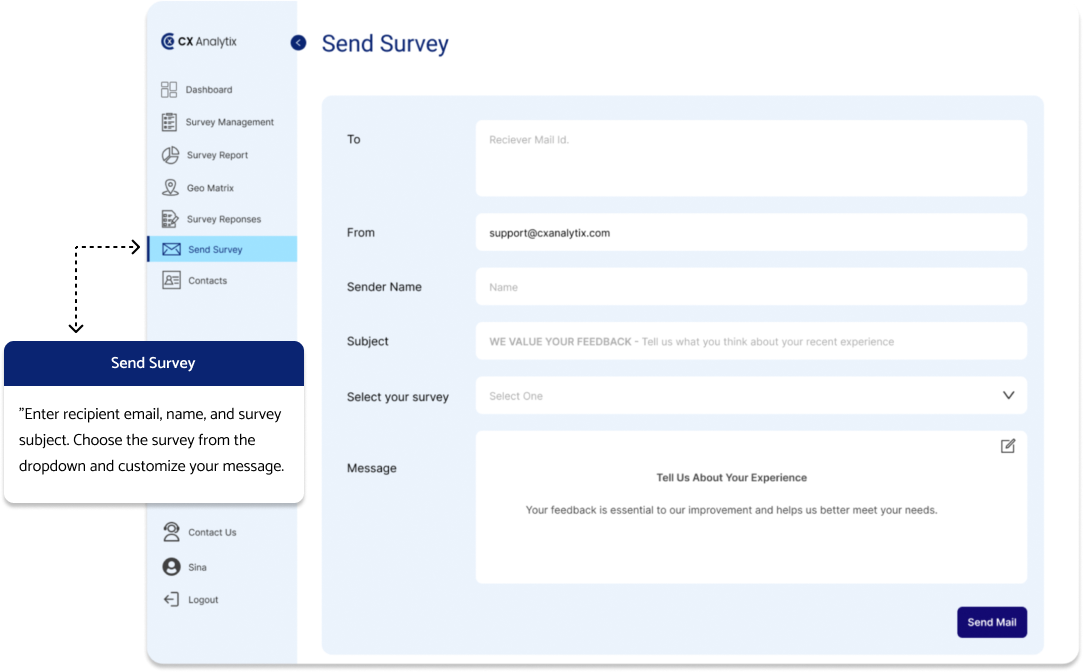 CX Analytix
Send Survey
Dashboard
Survey Management
Survey Report
Geo Matrix
Survey Reponses
Send Survey
Contacts
Send Survey
”Enter recipient email, name, and survey
subject. Choose the survey from the
dropdown and customize your message.
Contact Us
Sina
Logout
To
Reciever Mail Id.
From
support@cxanalytix.com
Sender Name
Name
Subject
WE VALUE YOUR FEEDBACK - Tell us what you think about your recent experience
Select your survey
Select One
Message
Tell Us About Your Experience
Your feedback is essential to our improvement and helps us better meet your needs.
Send Mail